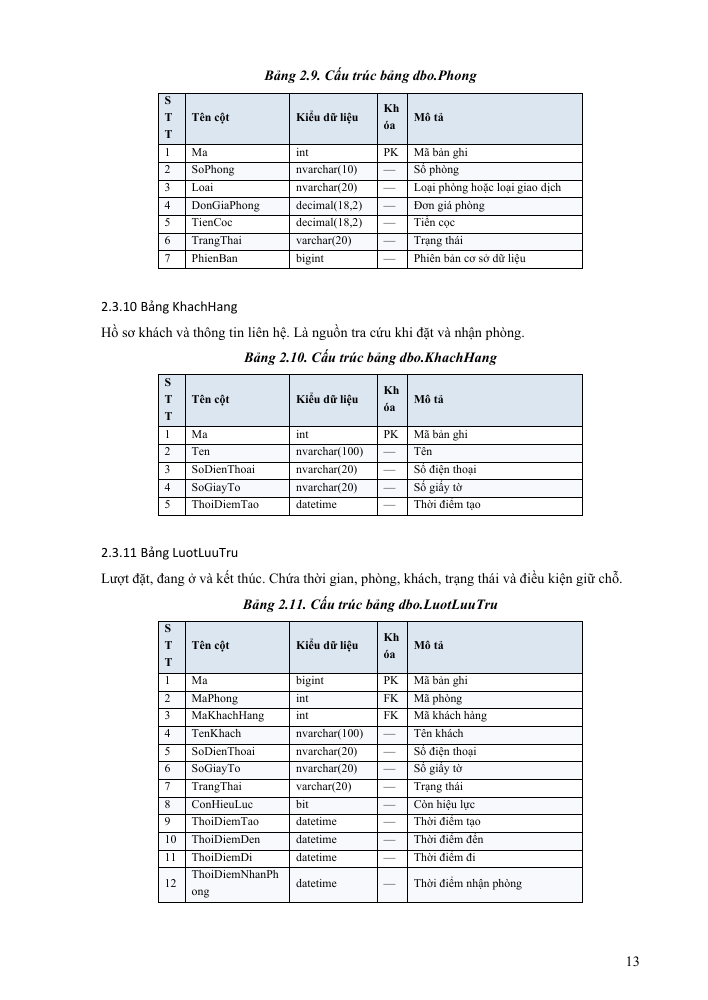 Bảng 2.9. Cấu trúc bảng dbo.Phong
STT Tên cột Kiểu dữ liệu Khóa Mô tả
1 Ma int PK Mã bản ghi
2 SoPhong nvarchar(10) — Số phòng
3 Loai nvarchar(20) — Loại phòng hoặc loại giao dịch
4 DonGiaPhong decimal(18,2) — Đơn giá phòng
5 TienCoc decimal(18,2) — Tiền cọc
6 TrangThai varchar(20) — Trạng thái
7 PhienBan bigint — Phiên bản cơ sở dữ liệu
2.3.10 Bảng KhachHang
Hồ sơ khách và thông tin liên hệ. Là nguồn tra cứu khi đặt và nhận phòng.
Bảng 2.10. Cấu trúc bảng dbo.KhachHang
STT Tên cột Kiểu dữ liệu Khóa Mô tả
1 Ma int PK Mã bản ghi
2 Ten nvarchar(100) — Tên
3 SoDienThoai nvarchar(20) — Số điện thoại
4 SoGiayTo nvarchar(20) — Số giấy tờ
5 ThoiDiemTao datetime — Thời điểm tạo
2.3.11 Bảng LuotLuuTru
Lượt đặt, đang ở và kết thúc. Chứa thời gian, phòng, khách, trạng thái và điều kiện giữ chỗ.
Bảng 2.11. Cấu trúc bảng dbo.LuotLuuTru
STT Tên cột Kiểu dữ liệu Khóa Mô tả
1 Ma bigint PK Mã bản ghi
2 MaPhong int FK Mã phòng
3 MaKhachHang int FK Mã khách hàng
4 TenKhach nvarchar(100) — Tên khách
5 SoDienThoai nvarchar(20) — Số điện thoại
6 SoGiayTo nvarchar(20) — Số giấy tờ
7 TrangThai varchar(20) — Trạng thái
8 ConHieuLuc bit — Còn hiệu lực
9 ThoiDiemTao datetime — Thời điểm tạo
10 ThoiDiemDen datetime — Thời điểm đến
11 ThoiDiemDi datetime — Thời điểm đi
12 ThoiDiemNhanPhong datetime — Thời điểm nhận phòng
13